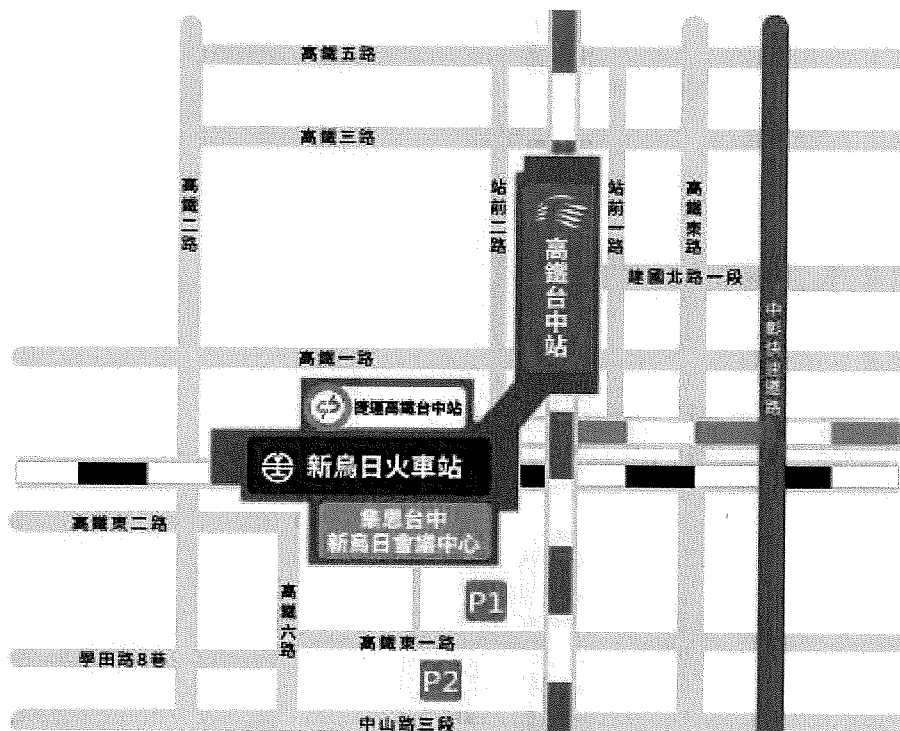 高鐵五路
高鐵三路
高鐵二路
站前二路
站前一路
高鐵東路
高鐵台中站
建國北路一段
中彰快速道路
高鐵一路
捷運高鐵台中站
新烏日火車站
集思台中
新烏日會議中心
高鐵東二路
高鐵六路
P1
高鐵東一路
學田路8巷
P2
中山路三段